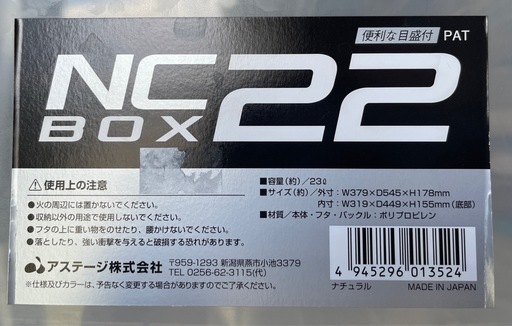 便利な目盛付 PAT
NC BOX 22
⚠使用上の注意
●火の周辺には置かないでください。
●収納以外の用途で使用しないでください。
●フタの上に重い物をのせたり、腰かけないでください。
●落としたり、強い衝撃を与えると破損する恐れがあります。
■容量(約)/23ℓ
■サイズ(約)/外寸:W379×D545×H178mm
内寸:W319×D449×H155mm(底部)
■材質/本体・フタ・バックル:ポリプロピレン
アステージ株式会社
〒959-1293 新潟県燕市小池3379
TEL 0256-62-3115(代)
※仕様及びカラーは、予告なく変更する場合がありますのでご了承ください。
4 945296 013524
ナチュラル MADE IN JAPAN